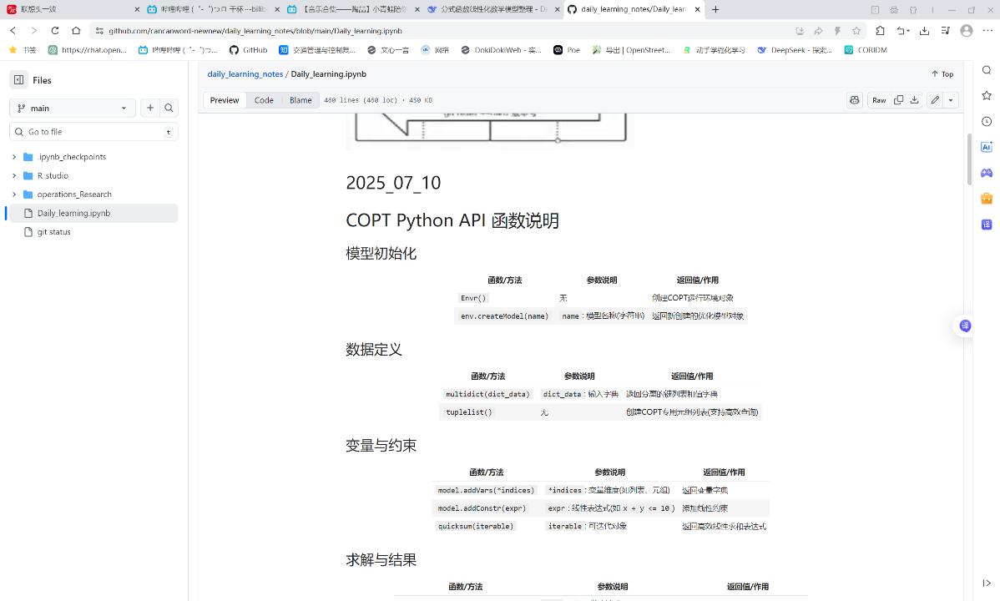 联想头一波
哔哩哔哩 (゜-゜)つロ 干杯~-bilib
【音乐合集——陶喆】小青蛙陪你
公式函数线性化数学模型整理 - De
daily_learning_notes/Daily_learn
github.com/cancanword-newnew/daily_learning_notes/blob/main/Daily_learning.ipynb
书签
https://chat.open...
哔哩哔哩 (゜-゜)つ...
GitHub
交通管理与控制复...
文心一言
网络
DokiDokiWeb - 实...
Poe
导出 | OpenStreet...
动手学强化学习
DeepSeek - 探索...
CORIDM
Files
daily_learning_notes / Daily_learning.ipynb
Top
main
Preview
Code
Blame
460 lines (460 loc) · 450 KB
Raw
Go to file
t
.ipynb_checkpoints
R_studio
operations_Research
Daily_learning.ipynb
git status
2025_07_10
COPT Python API 函数说明
模型初始化
函数/方法 参数说明 返回值/作用
Envr() 无 创建COPT运行环境对象
env.createModel(name) name : 模型名称(字符串) 返回新创建的优化模型对象
数据定义
函数/方法 参数说明 返回值/作用
multidict(dict_data) dict_data : 输入字典 返回分离的键列表和值字典
tuplelist() 无 创建COPT专用元组列表(支持高效查询)
变量与约束
函数/方法 参数说明 返回值/作用
model.addVars(*indices) *indices : 变量维度(如列表、元组) 返回变量字典
model.addConstr(expr) expr : 线性表达式(如 x + y <= 10 ) 添加线性约束
quicksum(iterable) iterable : 可迭代对象 返回高效线性求和表达式
求解与结果
函数/方法 参数说明 返回值/作用
Ai
译
译